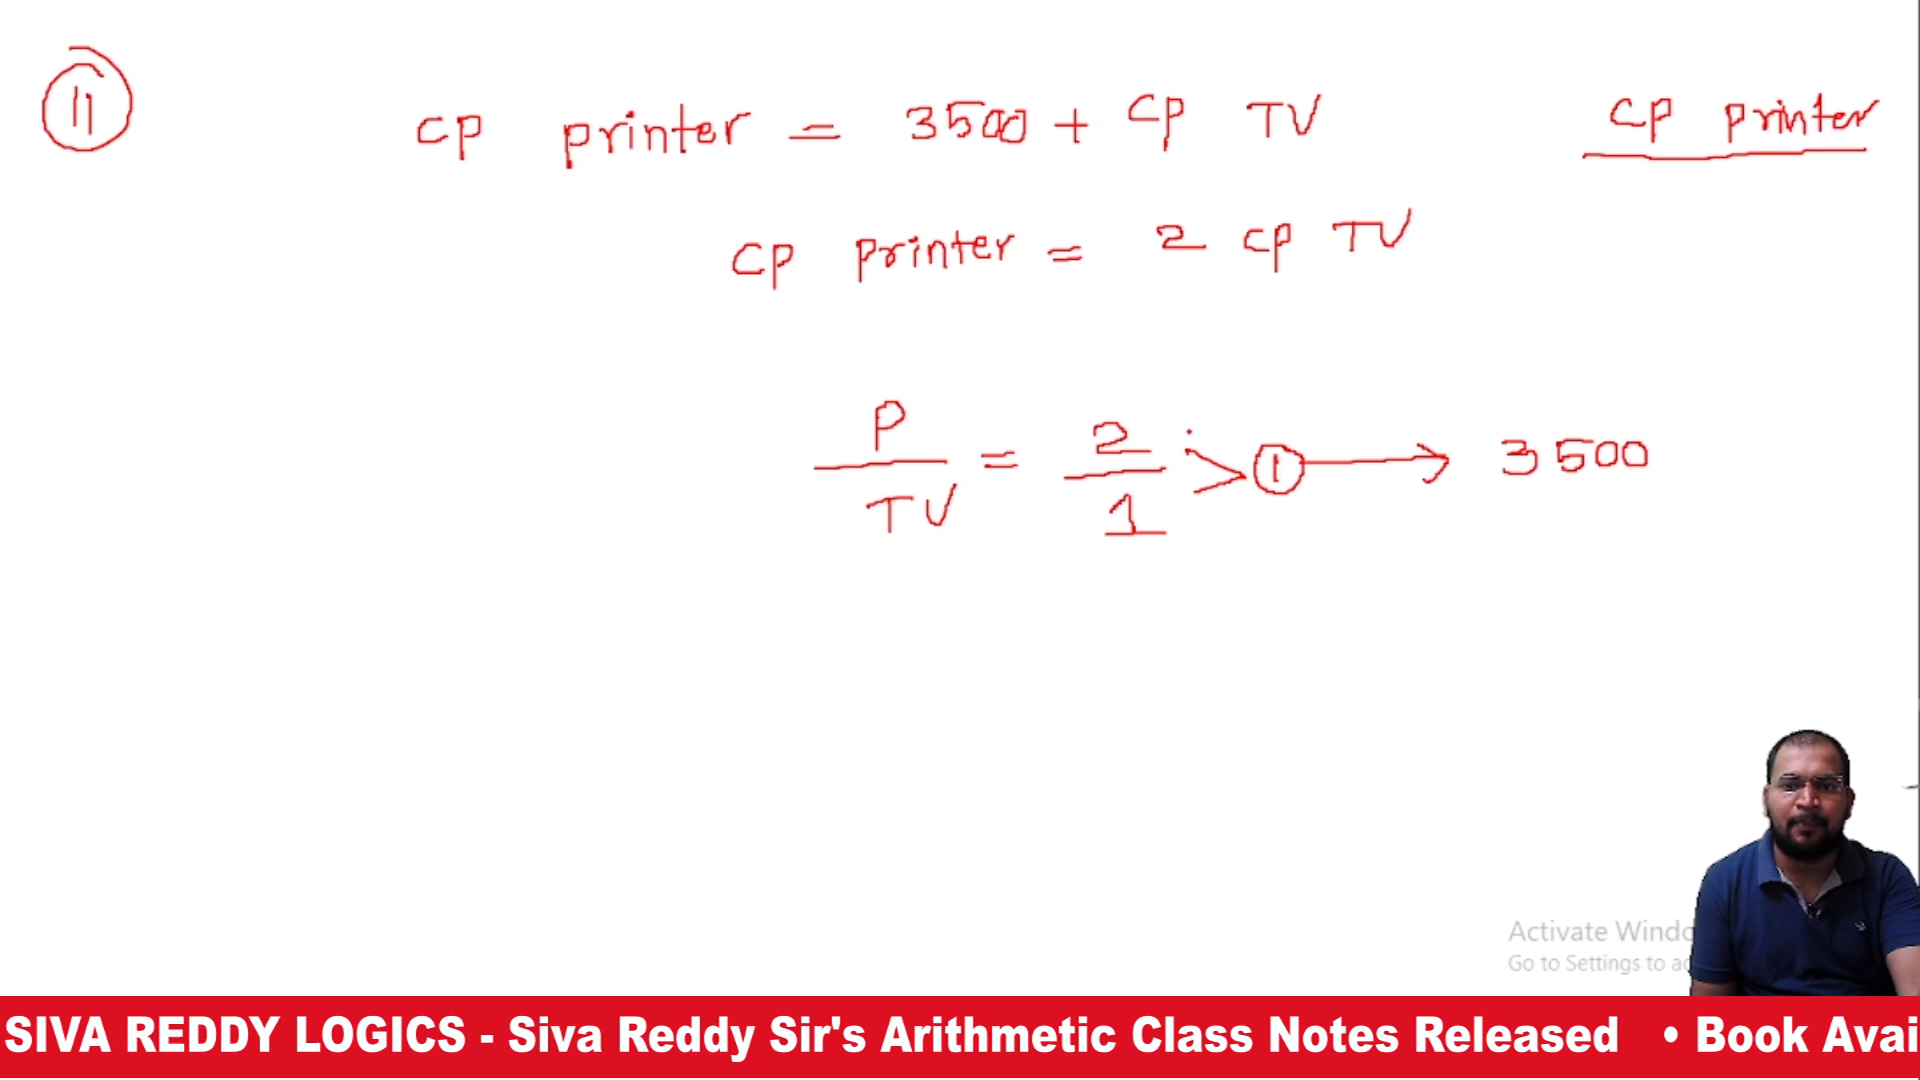 11
CP printer = 3500 + CP TV
CP printer
CP printer = 2 CP TV
P/TV = 2/1 > 1 → 3500
Activate Windo
Go to Settings to ac
SIVA REDDY LOGICS - Siva Reddy Sir's Arithmetic Class Notes Released • Book Avai